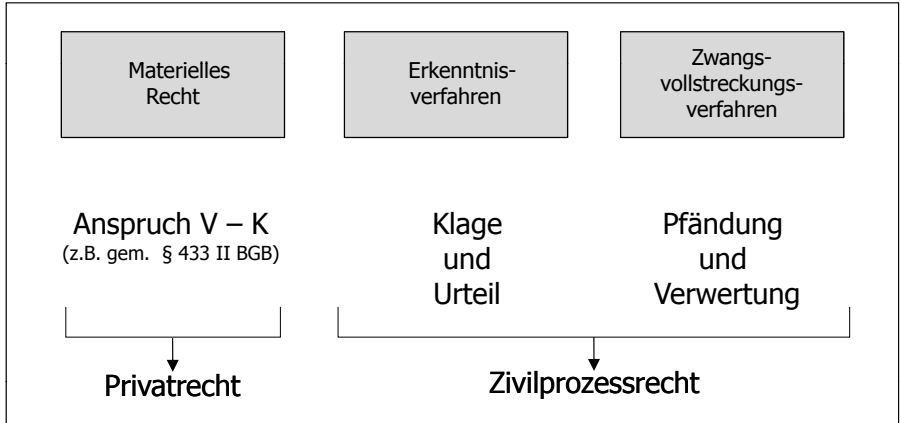 Materielles
Recht
Erkenntnis-
verfahren
Zwangs-
vollstreckungs-
verfahren
Anspruch V – K
(z.B. gem. § 433 II BGB)
Klage
und
Urteil
Pfändung
und
Verwertung
Privatrecht
Zivilprozessrecht